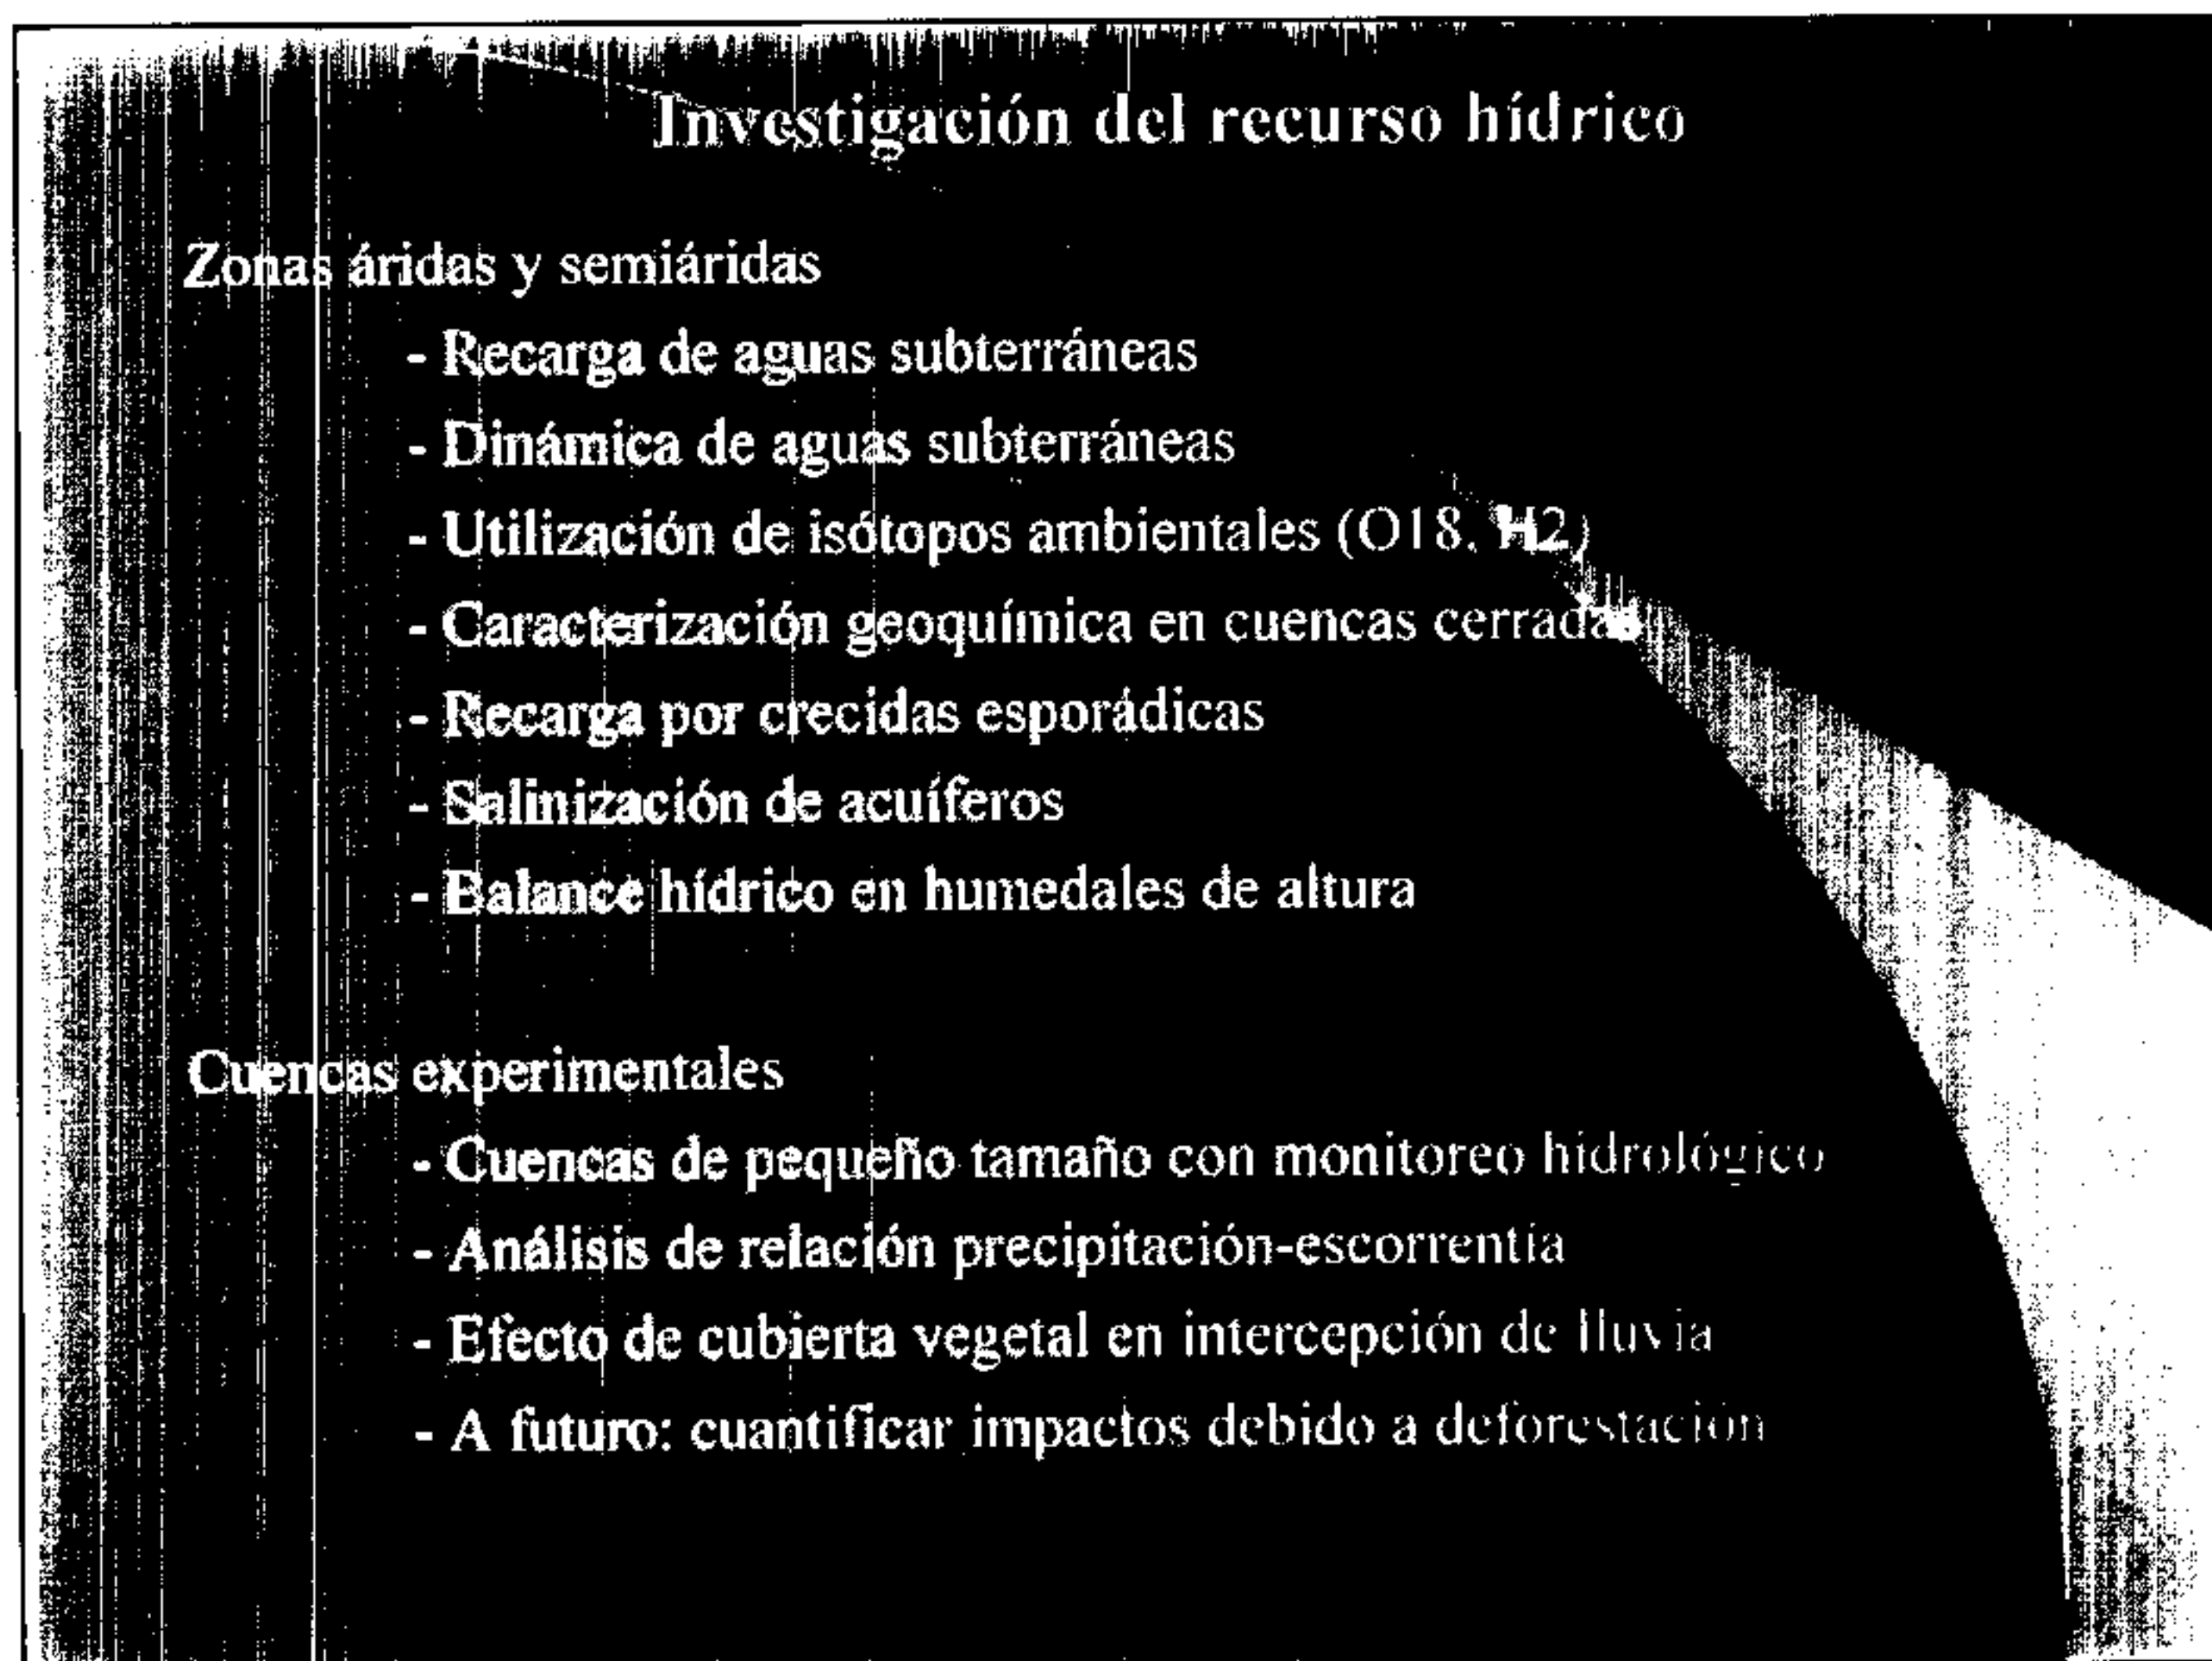 Investigación del recurso hídrico
Zonas áridas y semiáridas
- Recarga de aguas subterráneas
- Dinámica de aguas subterráneas
- Utilización de isótopos ambientales (O18, H2)
- Caracterización geoquímica en cuencas cerradas
- Recarga por crecidas esporádicas
- Salinización de acuíferos
- Balance hídrico en humedales de altura
Cuencas experimentales
- Cuencas de pequeño tamaño con monitoreo hidrológico
- Análisis de relación precipitación-escorrentía
- Efecto de cubierta vegetal en intercepción de lluvia
- A futuro: cuantificar impactos debido a deforestación